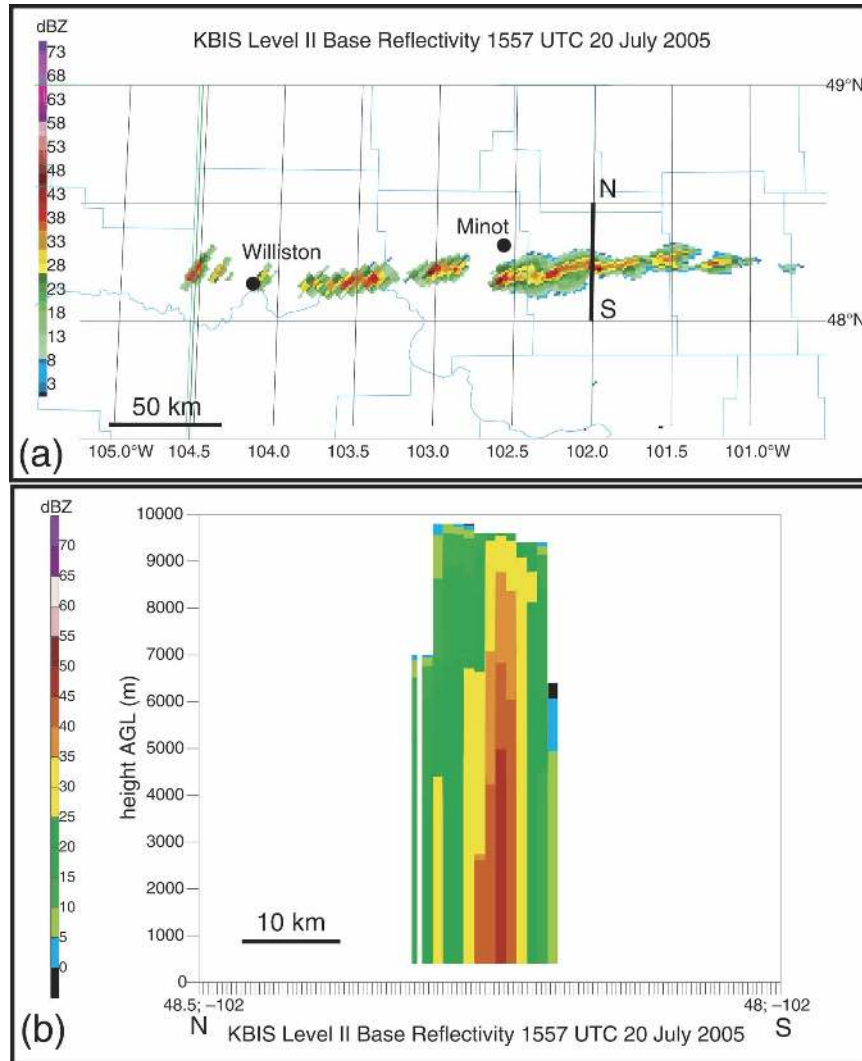 dBZ
KBIS Level II Base Reflectivity 1557 UTC 20 July 2005
73
68
63
58
53
48
43
38
33
28
23
18
13
8
3
49°N
N
Minot
Williston
S
48°N
50 km
(a)
105.0°W 104.5 104.0 103.5 103.0 102.5 102.0 101.5 101.0°W
dBZ
70
65
60
55
50
45
40
35
30
25
20
15
10
5
0
height AGL (m)
10000
9000
8000
7000
6000
5000
4000
3000
2000
1000
0
10 km
48.5; –102 48; –102
(b) N KBIS Level II Base Reflectivity 1557 UTC 20 July 2005 S